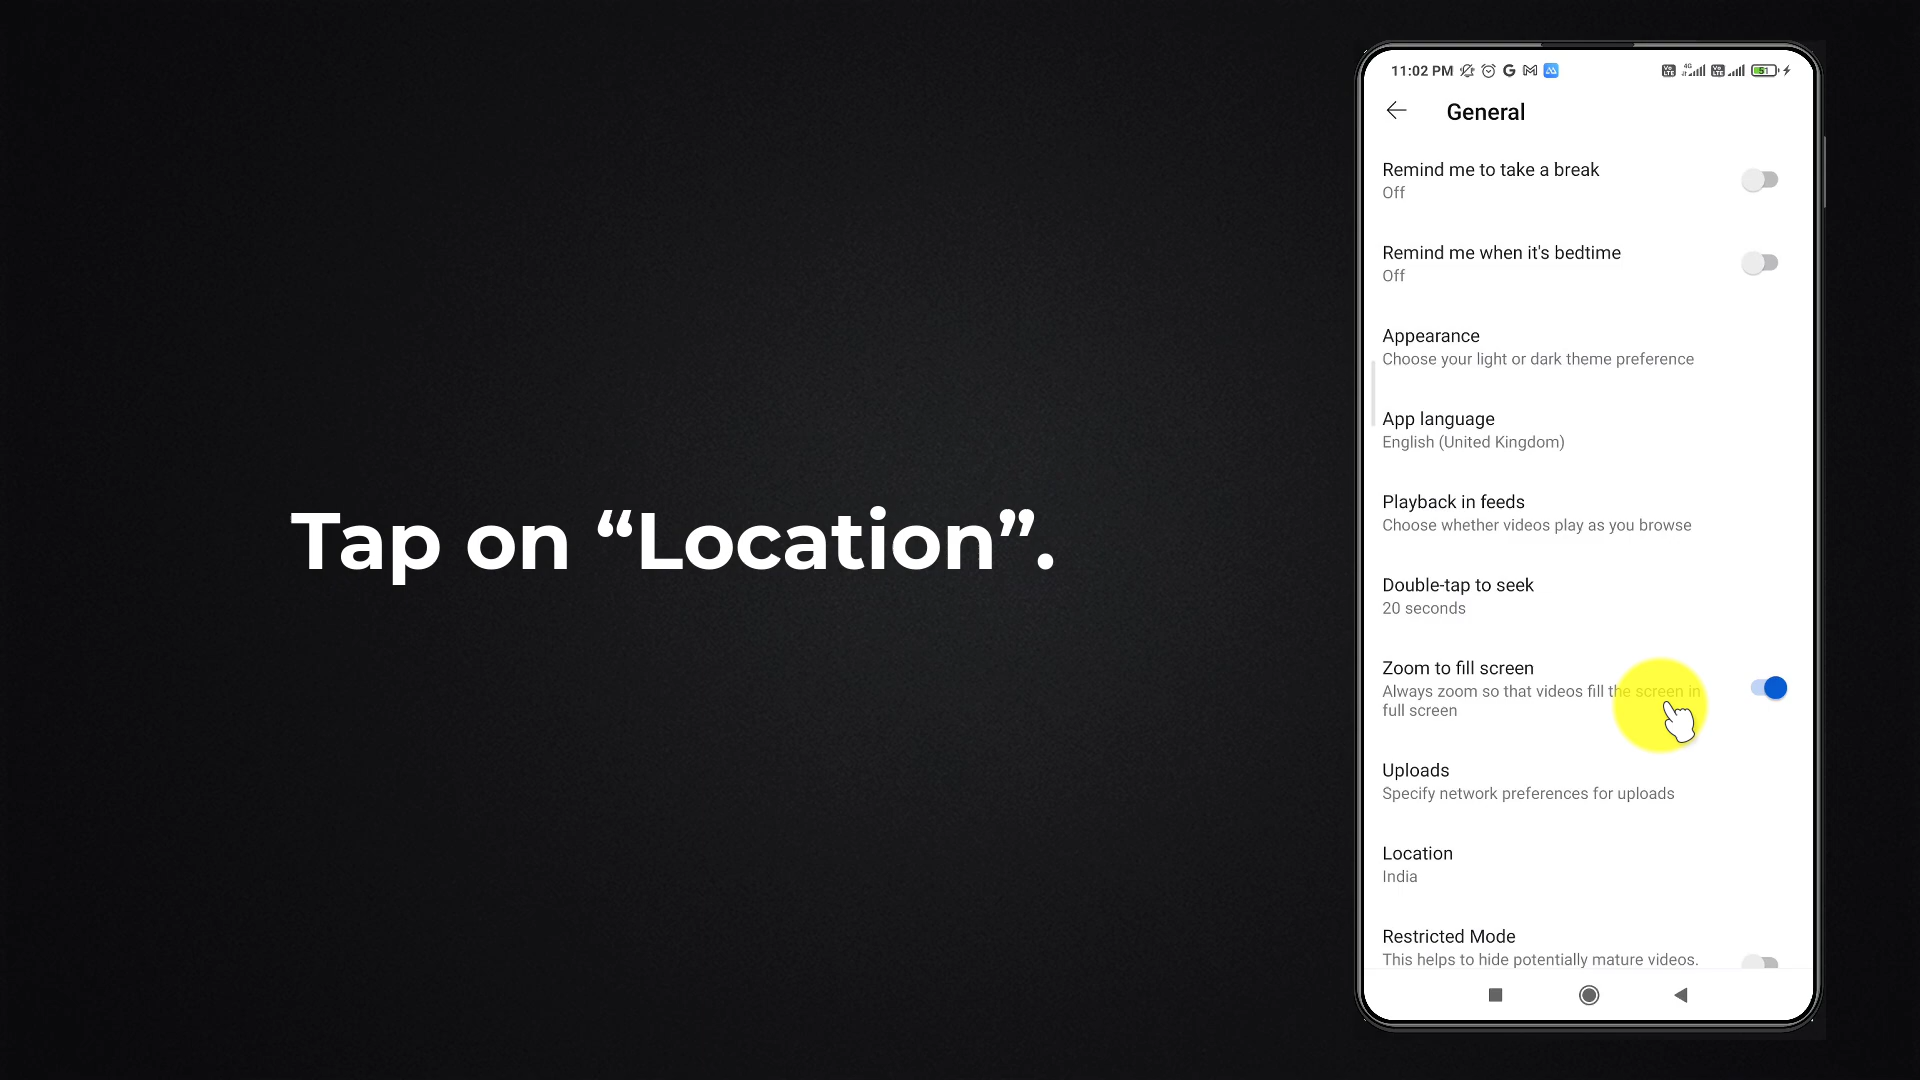 Tap on “Location”.
11:02 PM
4G
51
General
Remind me to take a break
Off
Remind me when it's bedtime
Off
Appearance
Choose your light or dark theme preference
App language
English (United Kingdom)
Playback in feeds
Choose whether videos play as you browse
Double-tap to seek
20 seconds
Zoom to fill screen
Always zoom so that videos fill the screen in
full screen
Uploads
Specify network preferences for uploads
Location
India
Restricted Mode
This helps to hide potentially mature videos.